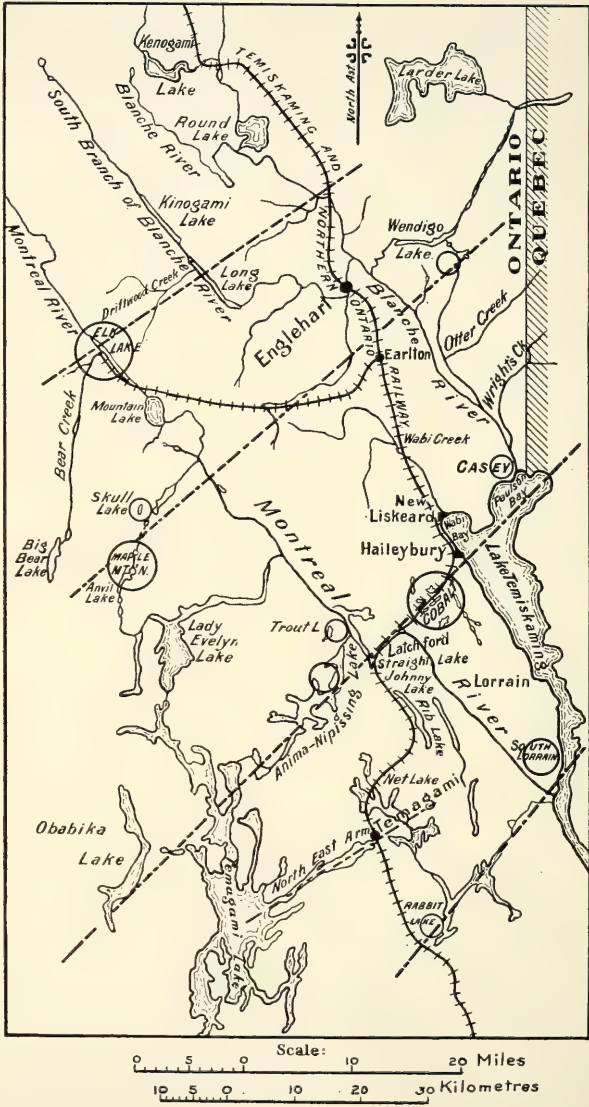 Kenogami
Lake
TEMISKAMING AND
NORTHERN
ONTARIO
RAILWAY
North Ast.
Larder Lake
Blanche
River
Round
Lake
South Branch of Blanche
River
Kinogami
Lake
Wendigo
Lake
ONTARIO
QUEBEC
Montreal River
Driftwood Creek
Long
Lake
Englehart
Blanche
River
Otter Creek
ELK
LAKE
Earlton
Wright's Ck.
Mountain
Lake
Bear Creek
Wabi Creek
CASEY
Paulson
Bay
Skull
Lake
New
Liskeard
Wabi
Bay
Haileybury
Montreal
River
Big
Bear
Lake
MAPLE
MTN.
Anvil
Lake
COBALT
Lake Temiskaming
Lady
Evelyn
Lake
Trout L.
Latchford
Straight Lake
Johnny
Lake
Lorrain
Anima-Nipissing
Lake
Rib Lake
SOUTH
LORRAIN
Net Lake
Temagami
Obabika
Lake
North East Arm
Temagami
Lake
RABBIT
LAKE
Scale:
0 5 0 10 20 Miles
10 5 0 10 20 30 Kilometres